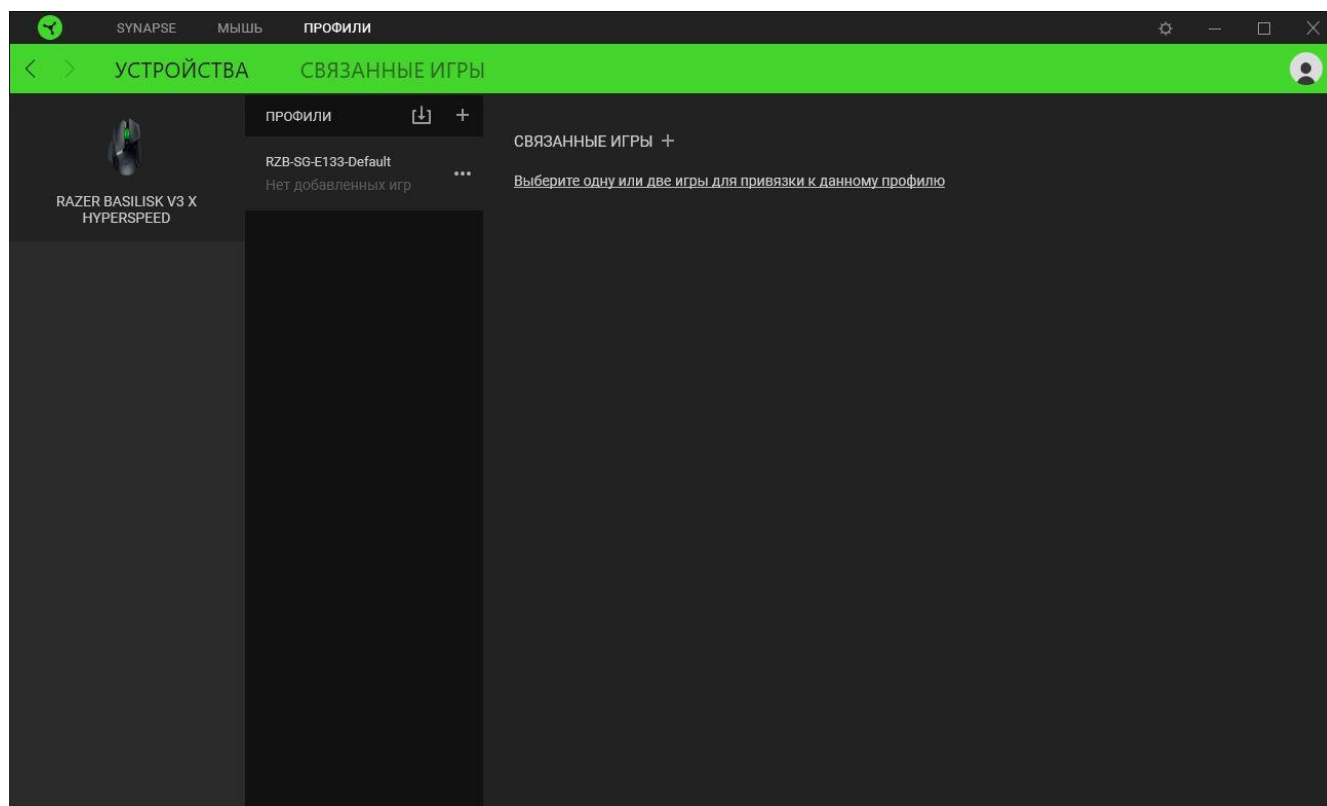 SYNAPSE МЫШЬ ПРОФИЛИ
УСТРОЙСТВА СВЯЗАННЫЕ ИГРЫ
RAZER BASILISK V3 X
HYPERSPEED
ПРОФИЛИ
RZB-SG-E133-Default
Нет добавленных игр
СВЯЗАННЫЕ ИГРЫ
Выберите одну или две игры для привязки к данному профилю